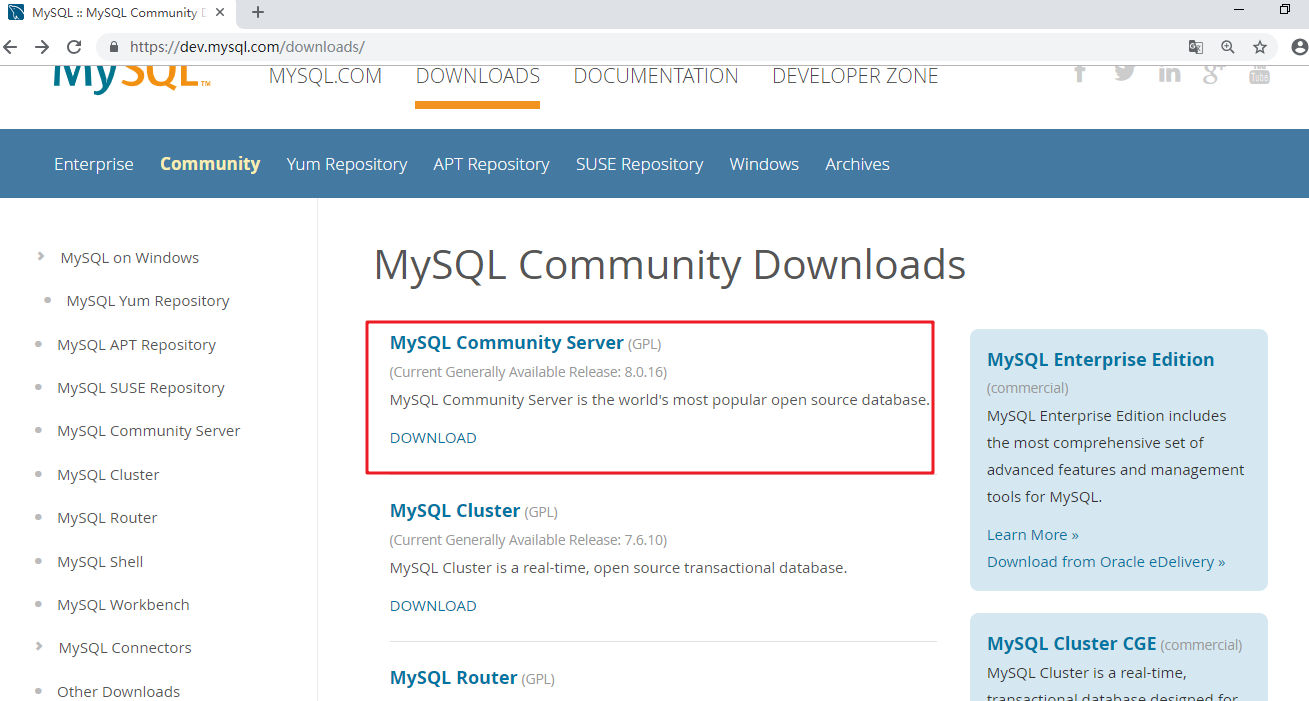 MySQL :: MySQL Community D
https://dev.mysql.com/downloads/
MySQL™
MYSQL.COM
DOWNLOADS
DOCUMENTATION
DEVELOPER ZONE
Enterprise
Community
Yum Repository
APT Repository
SUSE Repository
Windows
Archives
MySQL on Windows
MySQL Yum Repository
MySQL APT Repository
MySQL SUSE Repository
MySQL Community Server
MySQL Cluster
MySQL Router
MySQL Shell
MySQL Workbench
MySQL Connectors
Other Downloads
MySQL Community Downloads
MySQL Community Server (GPL)
(Current Generally Available Release: 8.0.16)
MySQL Community Server is the world's most popular open source database.
DOWNLOAD
MySQL Cluster (GPL)
(Current Generally Available Release: 7.6.10)
MySQL Cluster is a real-time, open source transactional database.
DOWNLOAD
MySQL Router (GPL)
MySQL Enterprise Edition
(commercial)
MySQL Enterprise Edition includes
the most comprehensive set of
advanced features and management
tools for MySQL.
Learn More »
Download from Oracle eDelivery »
MySQL Cluster CGE (commercial)
MySQL Cluster is a real-time,
transactional database designed for